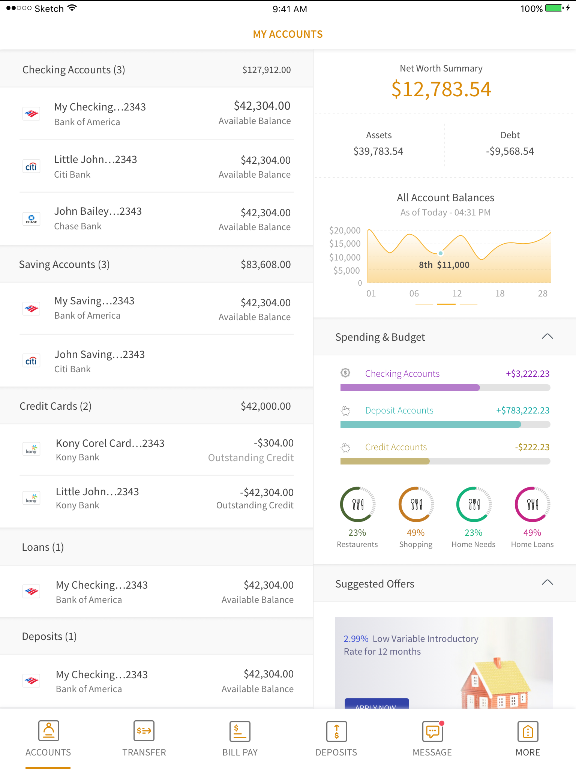 Sketch
9:41 AM
100%
MY ACCOUNTS
Checking Accounts (3)
$127,912.00
My Checking...2343
$42,304.00
Bank of America
Available Balance
citi
Little John...2343
$42,304.00
Citi Bank
Available Balance
John Bailey...2343
$42,304.00
Chase Bank
Available Balance
Saving Accounts (3)
$83,608.00
My Saving...2343
$42,304.00
Bank of America
Available Balance
citi
John Saving...2343
Citi Bank
Credit Cards (2)
$42,000.00
kony
Kony Corel Card...2343
-$304.00
Kony Bank
Outstanding Credit
kony
Little John...2343
-$42,304.00
Kony Bank
Outstanding Credit
Loans (1)
My Checking...2343
$42,304.00
Bank of America
Available Balance
Deposits (1)
My Checking...2343
$42,304.00
Bank of America
Available Balance
Net Worth Summary
$12,783.54
Assets
Debt
$39,783.54
-$9,568.54
All Account Balances
As of Today - 04:31 PM
$20,000
$15,000
$10,000
$5,000
0
8th $11,000
01 06 12 18 28
Spending & Budget
Checking Accounts
+$3,222.23
Deposit Accounts
+$783,222.23
Credit Accounts
-$222.23
23% 49% 23% 49%
Restaurents Shopping Home Needs Home Loans
Suggested Offers
2.99% Low Variable Introductory
Rate for 12 months
APPLY NOW
ACCOUNTS TRANSFER BILL PAY DEPOSITS MESSAGE MORE